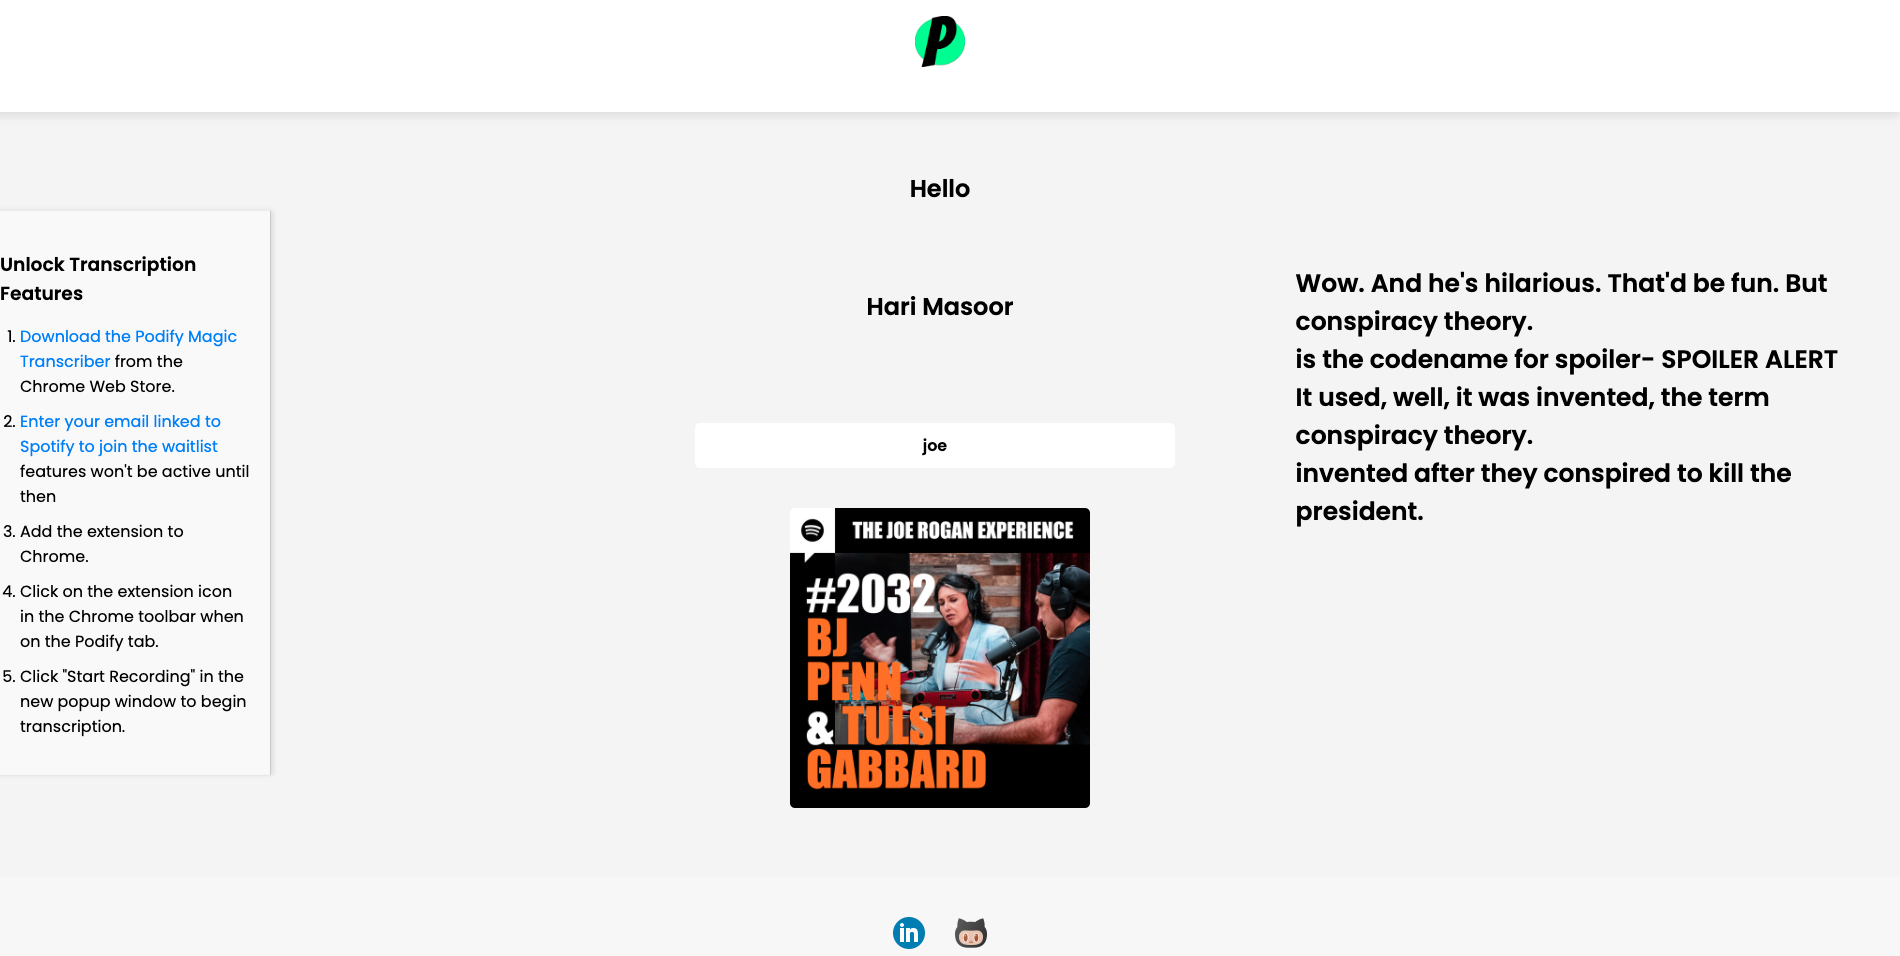 P
Hello
Unlock Transcription
Features
1. Download the Podify Magic
Transcriber from the
Chrome Web Store.
2. Enter your email linked to
Spotify to join the waitlist
features won't be active until
then
3. Add the extension to
Chrome.
4. Click on the extension icon
in the Chrome toolbar when
on the Podify tab.
5. Click "Start Recording" in the
new popup window to begin
transcription.
Hari Masoor
joe
THE JOE ROGAN EXPERIENCE
#2032
BJ
PENN
& TULSI
GABBARD
Wow. And he's hilarious. That'd be fun. But
conspiracy theory.
is the codename for spoiler- SPOILER ALERT
It used, well, it was invented, the term
conspiracy theory.
invented after they conspired to kill the
president.
in